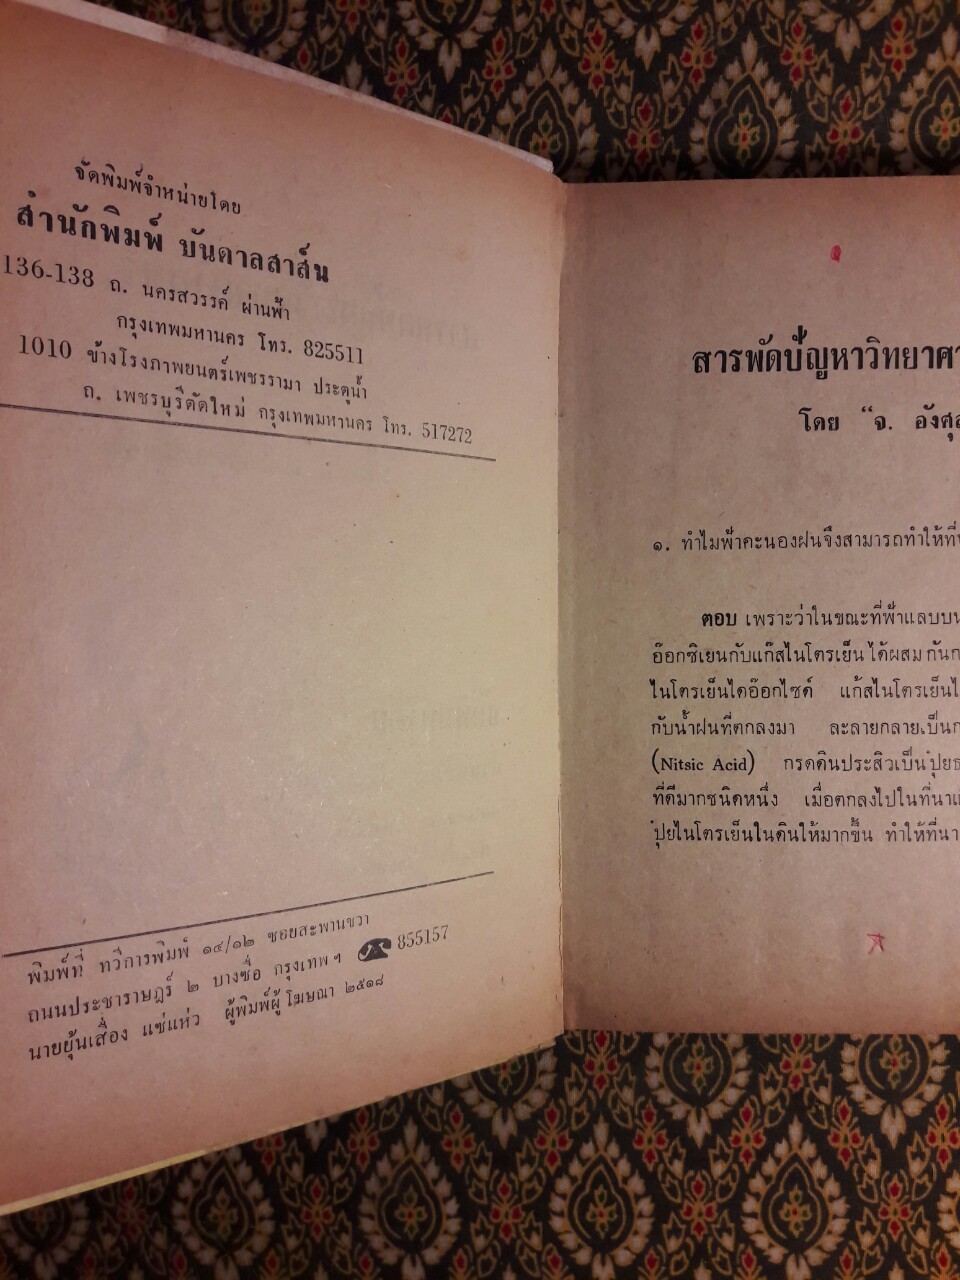 จัดพิมพ์จำหน่ายโดย
สำนักพิมพ์ บันดาลสาส์น
136-138 ถ. นครสวรรค์ ผ่านฟ้า
กรุงเทพมหานคร โทร. 825511
1010 ข้างโรงภาพยนตร์เพชรรามา ประตูน้ำ
ถ. เพชรบุรีตัดใหม่ กรุงเทพมหานคร โทร. 517272
พิมพ์ที่ ทวีการพิมพ์ ๑๔/๑๒ ซอยสะพานขวา
ถนนประชาราษฎร์ ๒ บางซื่อ กรุงเทพฯ ☎ 855157
นายยุ้นเสื่อง แซ่แห่ว ผู้พิมพ์ผู้โฆษณา ๒๕๑๘
สารพัดปัญหาวิทยาศา
โดย “จ. อังศุ
๑. ทำไมฟ้าคะนองฝนจึงสามารถทำให้ที่
ตอบ เพราะว่าในขณะที่ฟ้าแลบบน
อ๊อกซิเยนกับแก๊สไนโตรเย็นได้ผสมกันก
ไนโตรเย็นไดอ๊อกไซด์ แก้สไนโตรเย็นไ
กับน้ำฝนที่ตกลงมา ละลายกลายเป็นก
(Nitsic Acid) กรดดินประสิวเป็นปุ๋ยธ
ที่ดีมากชนิดหนึ่ง เมื่อตกลงไปในที่นาเ
ปุ๋ยไนโตรเย็นในดินให้มากขึ้น ทำให้ที่นา